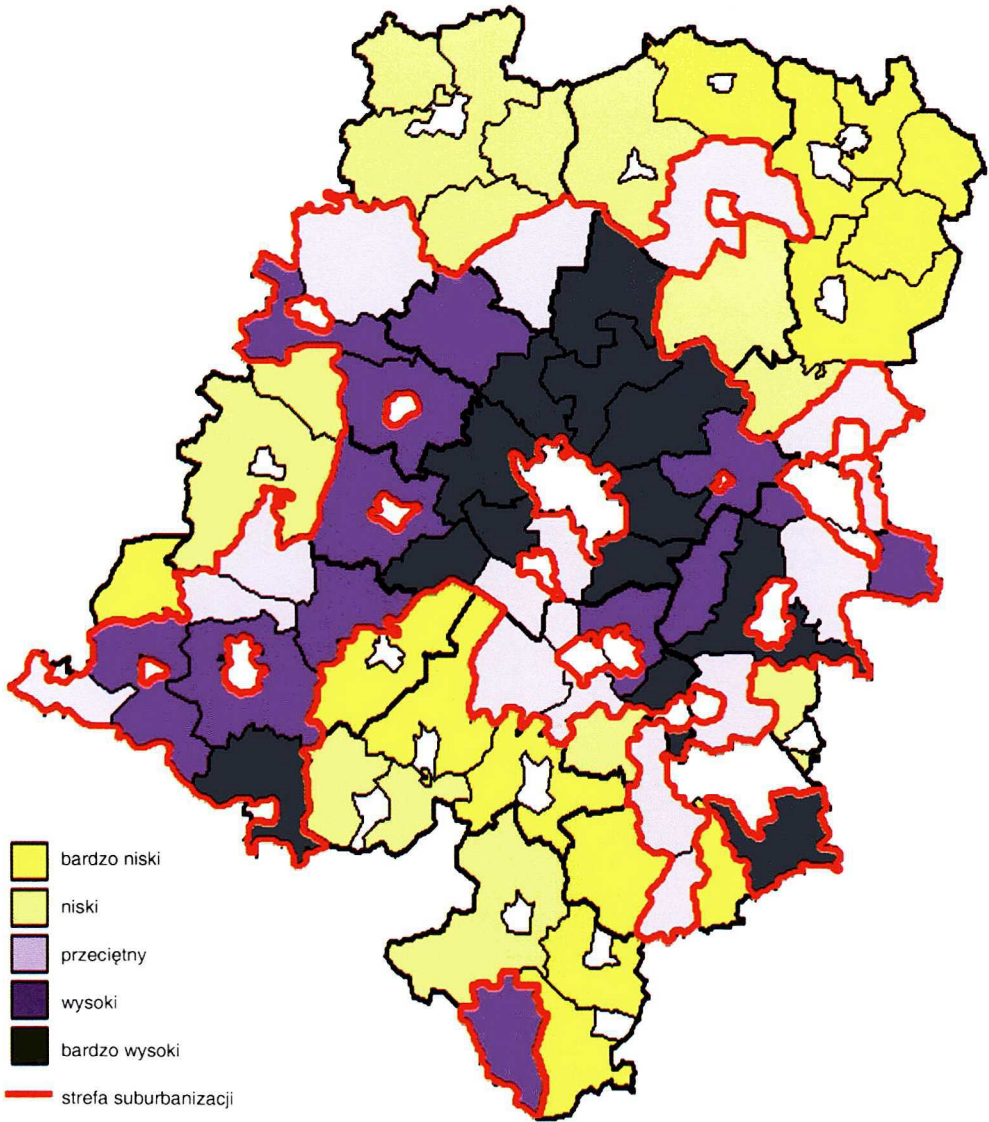 bardzo niski
niski
przeciętny
wysoki
bardzo wysoki
strefa suburbanizacji